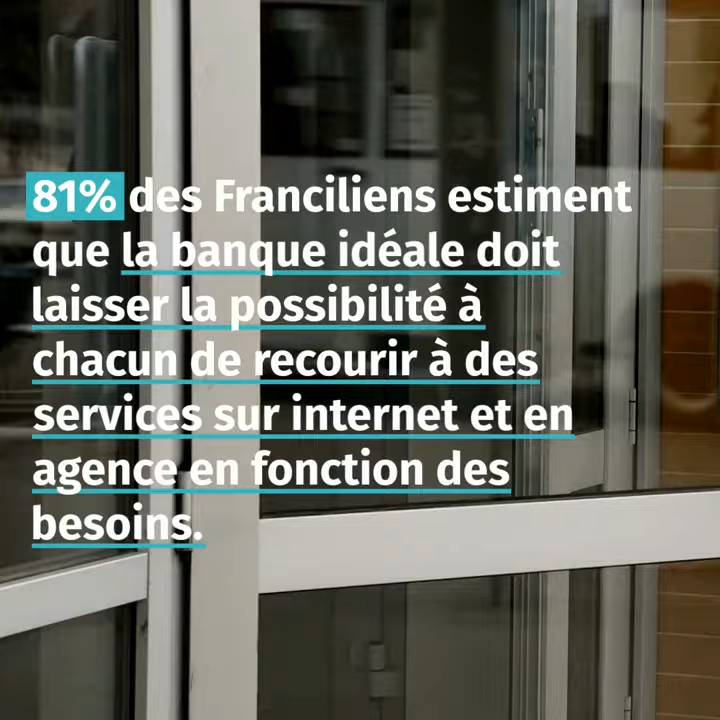 81% des Franciliens estiment
que la banque idéale doit
laisser la possibilité à
chacun de recourir à des
services sur internet et en
agence en fonction des
besoins.